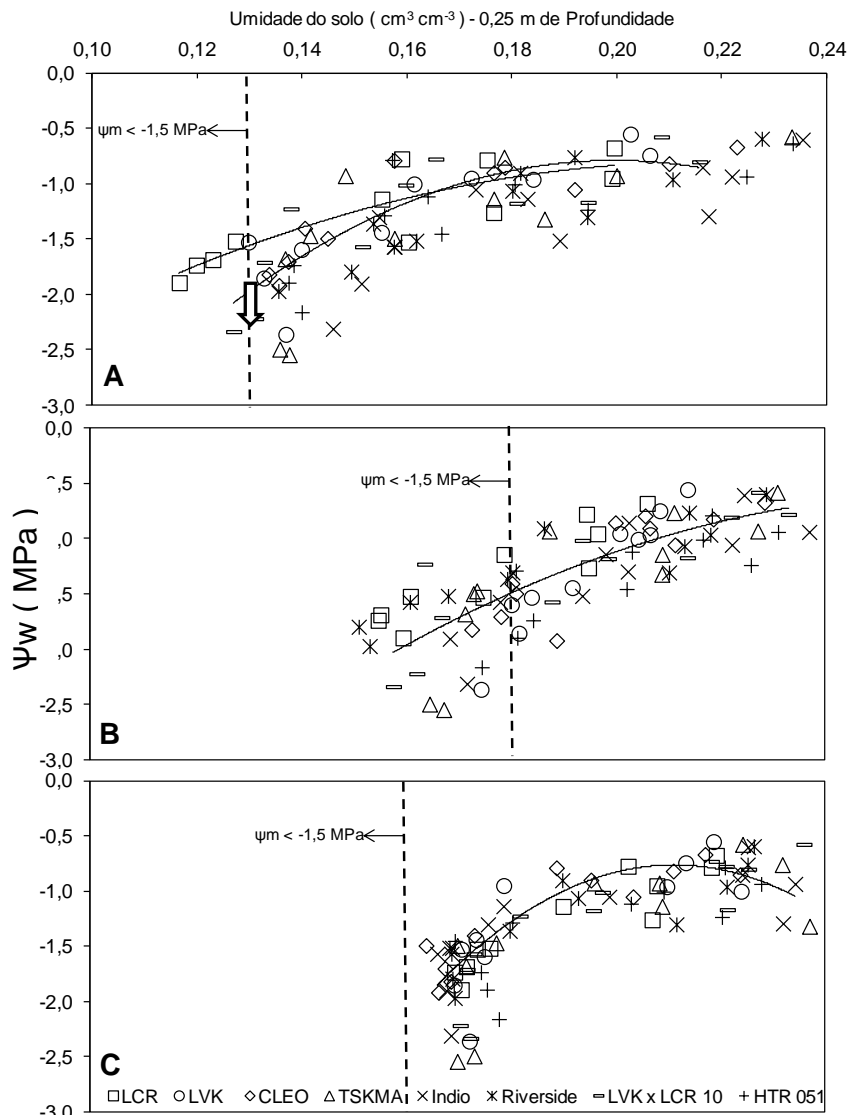 Umidade do solo ( cm³ cm⁻³ ) - 0,25 m de Profundidade
0,10 0,12 0,14 0,16 0,18 0,20 0,22 0,24
0,0
-0,5
-1,0
-1,5
-2,0
-2,5
-3,0
ψm < -1,5 MPa
A
Ψw ( MPa)
0,0
,5
,0
,5
,0
-2,5
-3,0
ψm < -1,5 MPa
B
0,0
-0,5
-1,0
-1,5
-2,0
-2,5
-3,0
ψm < -1,5 MPa
C
LCR LVK CLEO TSKMA Indio Riverside LVK x LCR 10 HTR 051